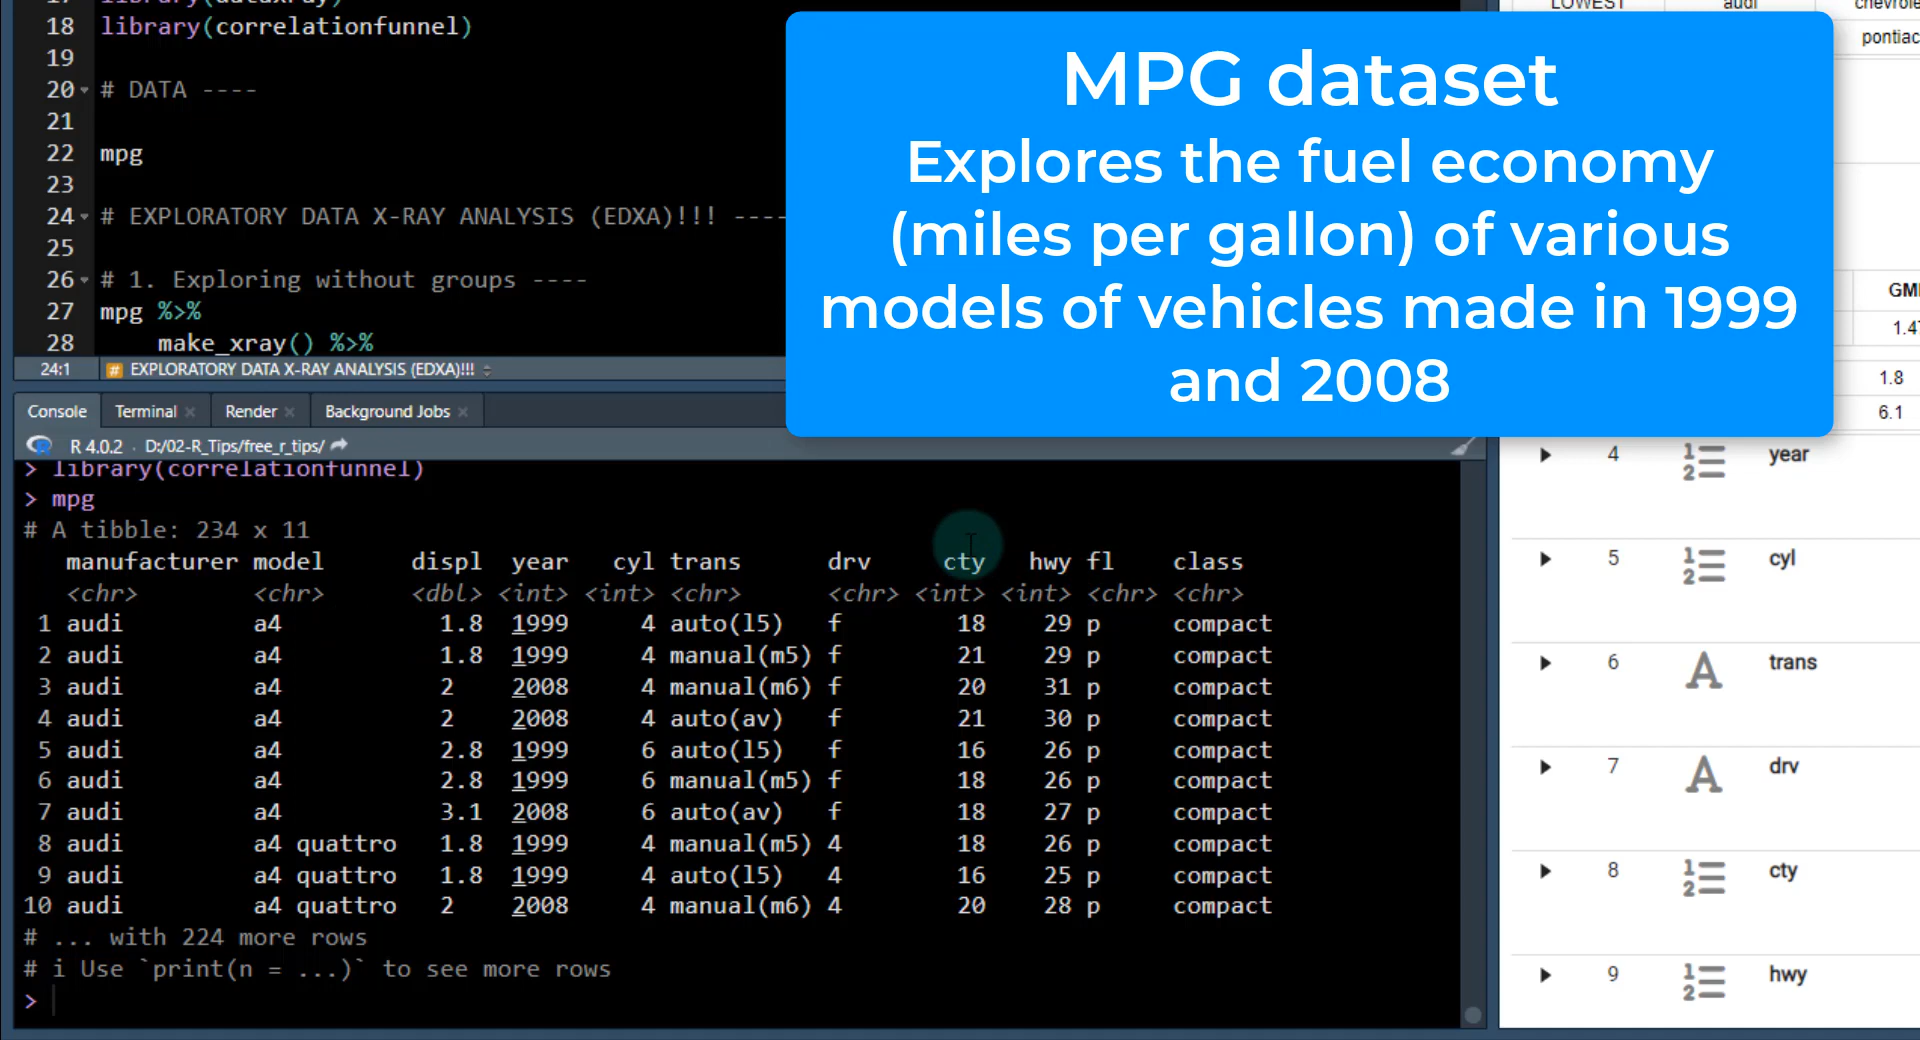 17 library(dataxray)
18 library(correlationfunnel)
19
20 # DATA ----
21
22 mpg
23
24 # EXPLORATORY DATA X-RAY ANALYSIS (EDXA)!!! ----
25
26 # 1. Exploring without groups ----
27 mpg %>%
28 make_xray() %>%
24:1 # EXPLORATORY DATA X-RAY ANALYSIS (EDXA)!!!
MPG dataset
Explores the fuel economy
(miles per gallon) of various
models of vehicles made in 1999
and 2008
Console Terminal Render Background Jobs
R 4.0.2 · D:/02-R_Tips/free_r_tips/
> library(correlationfunnel)
> mpg
# A tibble: 234 x 11
manufacturer model displ year cyl trans drv cty hwy fl class
<chr> <chr> <dbl> <int> <int> <chr> <chr> <int> <int> <chr> <chr>
1 audi a4 1.8 1999 4 auto(l5) f 18 29 p compact
2 audi a4 1.8 1999 4 manual(m5) f 21 29 p compact
3 audi a4 2 2008 4 manual(m6) f 20 31 p compact
4 audi a4 2 2008 4 auto(av) f 21 30 p compact
5 audi a4 2.8 1999 6 auto(l5) f 16 26 p compact
6 audi a4 2.8 1999 6 manual(m5) f 18 26 p compact
7 audi a4 3.1 2008 6 auto(av) f 18 27 p compact
8 audi a4 quattro 1.8 1999 4 manual(m5) 4 18 26 p compact
9 audi a4 quattro 1.8 1999 4 auto(l5) 4 16 25 p compact
10 audi a4 quattro 2 2008 4 manual(m6) 4 20 28 p compact
# ... with 224 more rows
# i Use `print(n = ...)` to see more rows
>
LOWEST audi
pontiac
1.8
6.1
4 12 year
5 12 cyl
6 A trans
7 A drv
8 12 cty
9 12 hwy